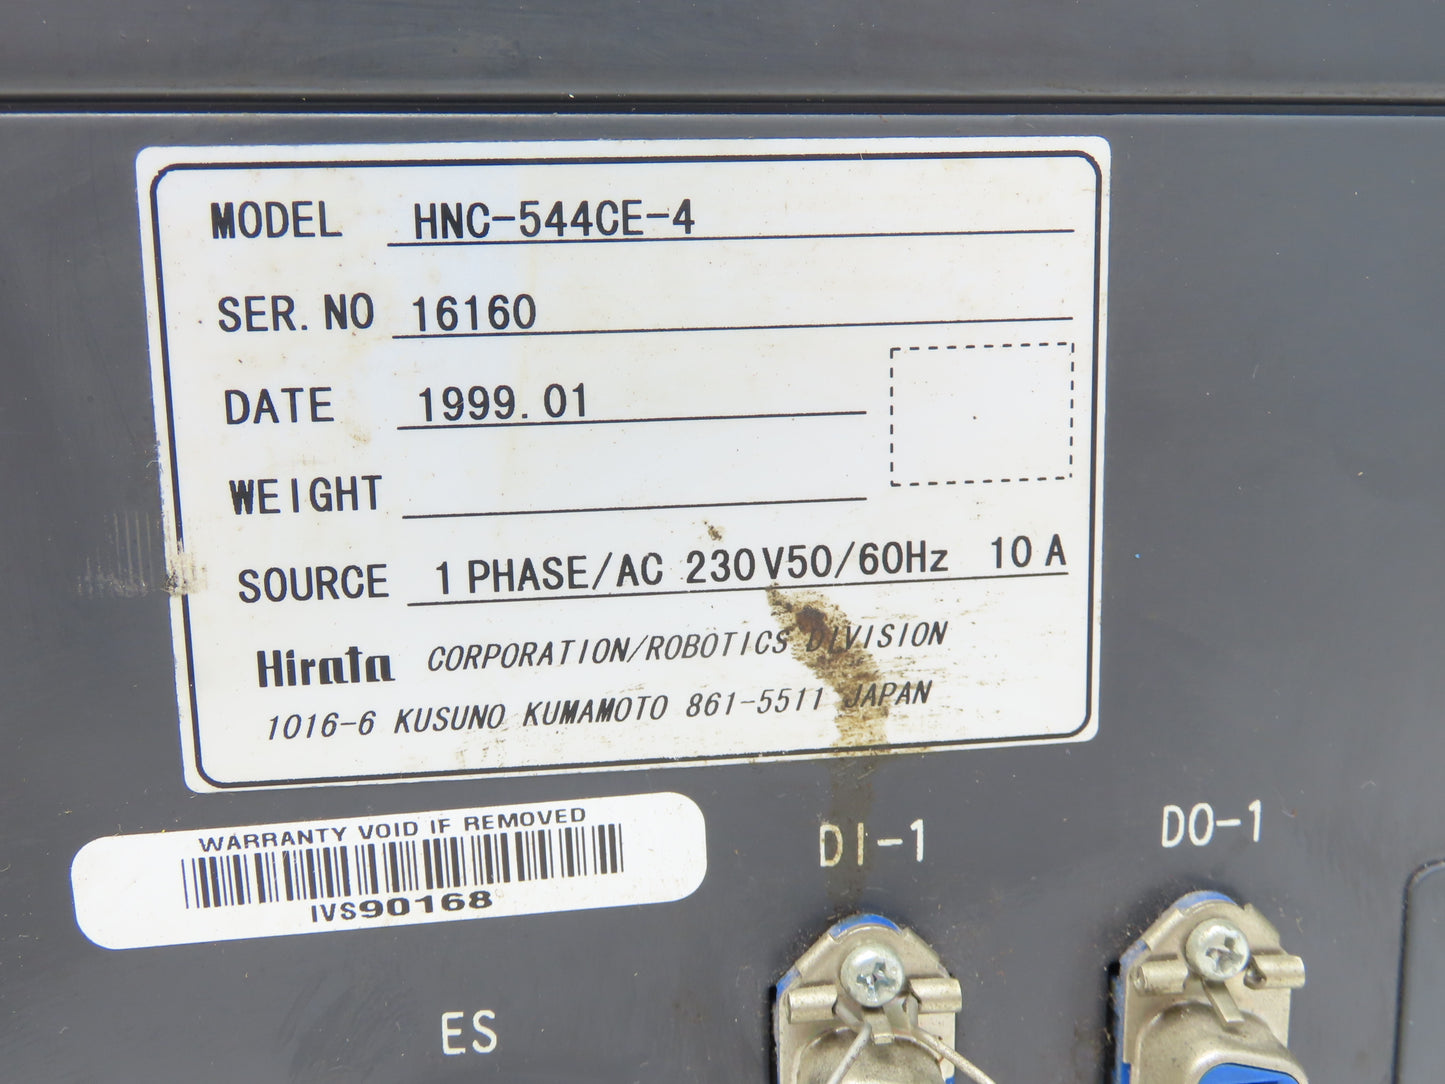 MODEL HNC-544CE-4
SER. NO 16160
DATE 1999.01
WEIGHT
SOURCE 1 PHASE/AC 230V50/60Hz 10A
Hirata CORPORATION/ROBOTICS DIVISION
1016-6 KUSUNO KUMAMOTO 861-5511 JAPAN
WARRANTY VOID IF REMOVED
IVS90168
DI-1 DO-1
ES